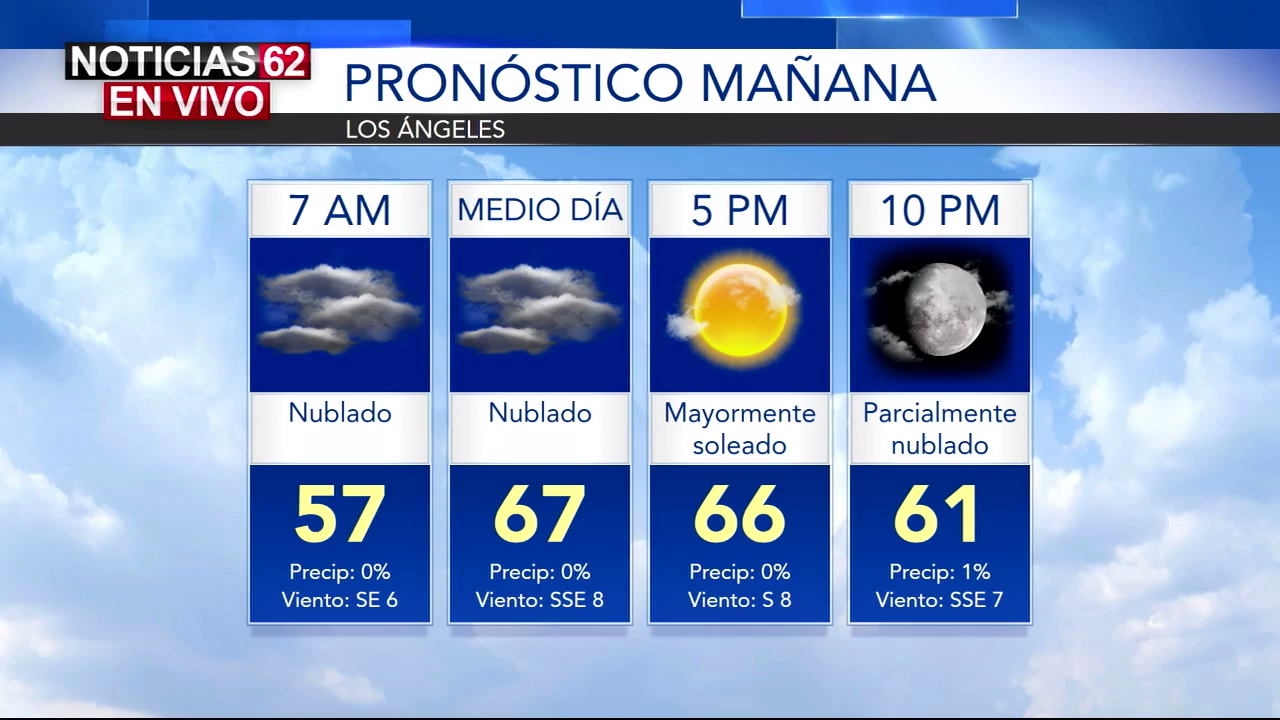 NOTICIAS 62
EN VIVO
PRONÓSTICO MAÑANA
LOS ÁNGELES
7 AM
Nublado
57
Precip: 0%
Viento: SE 6
MEDIO DÍA
Nublado
67
Precip: 0%
Viento: SSE 8
5 PM
Mayormente
soleado
66
Precip: 0%
Viento: S 8
10 PM
Parcialmente
nublado
61
Precip: 1%
Viento: SSE 7